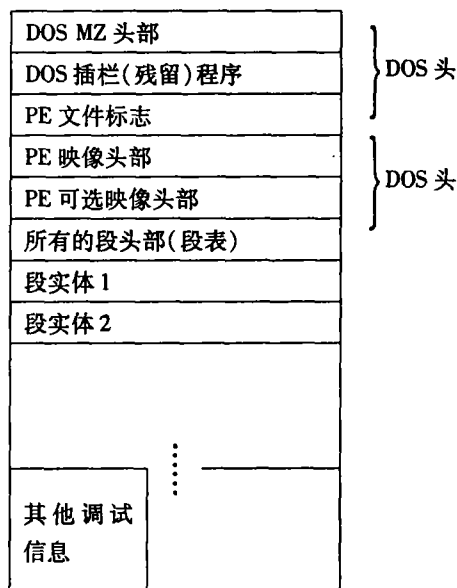 DOS MZ 头部
DOS 插栏(残留)程序
DOS 头
PE 文件标志
PE 映像头部
DOS 头
PE 可选映像头部
所有的段头部(段表)
段实体 1
段实体 2
其他调试
信息